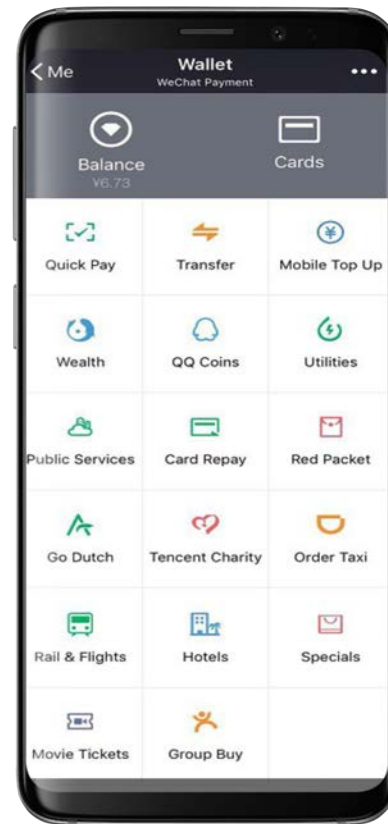 Me
Wallet
WeChat Payment
Balance
¥6.73
Cards
Quick Pay
Transfer
Mobile Top Up
Wealth
QQ Coins
Utilities
Public Services
Card Repay
Red Packet
Go Dutch
Tencent Charity
Order Taxi
Rail & Flights
Hotels
Specials
Movie Tickets
Group Buy